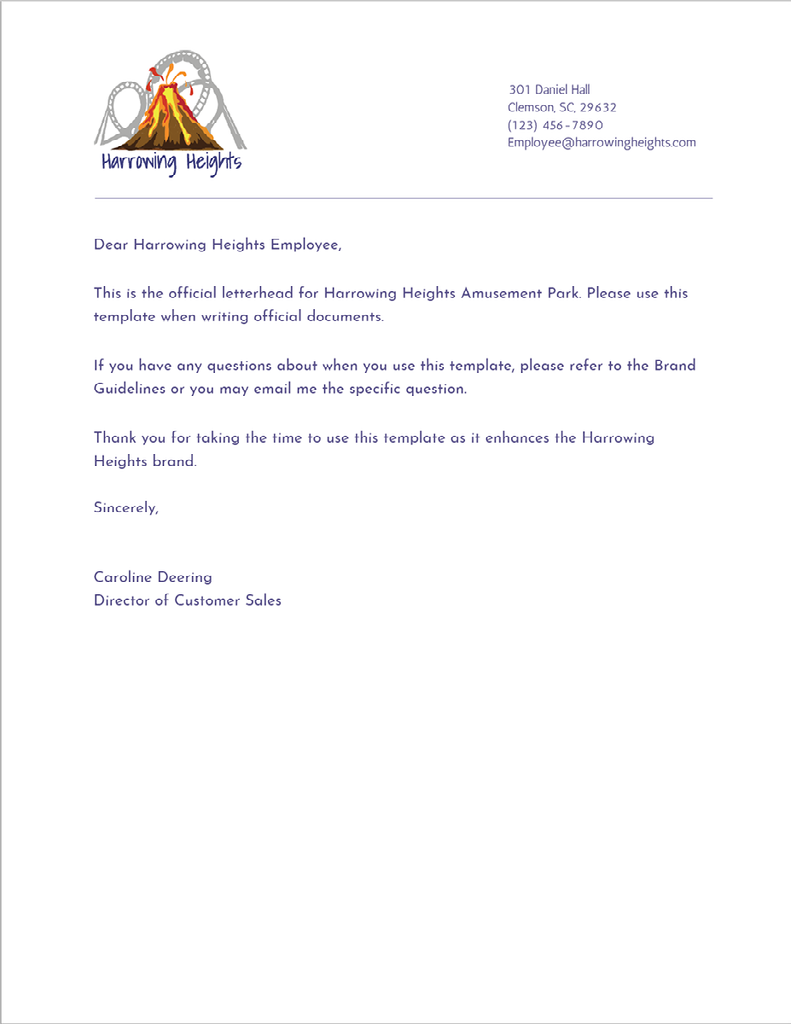 Harrowing Heights
301 Daniel Hall
Clemson, SC, 29632
(123) 456-7890
Employee@harrowingheights.com
Dear Harrowing Heights Employee,
This is the official letterhead for Harrowing Heights Amusement Park. Please use this
template when writing official documents.
If you have any questions about when you use this template, please refer to the Brand
Guidelines or you may email me the specific question.
Thank you for taking the time to use this template as it enhances the Harrowing
Heights brand.
Sincerely,
Caroline Deering
Director of Customer Sales